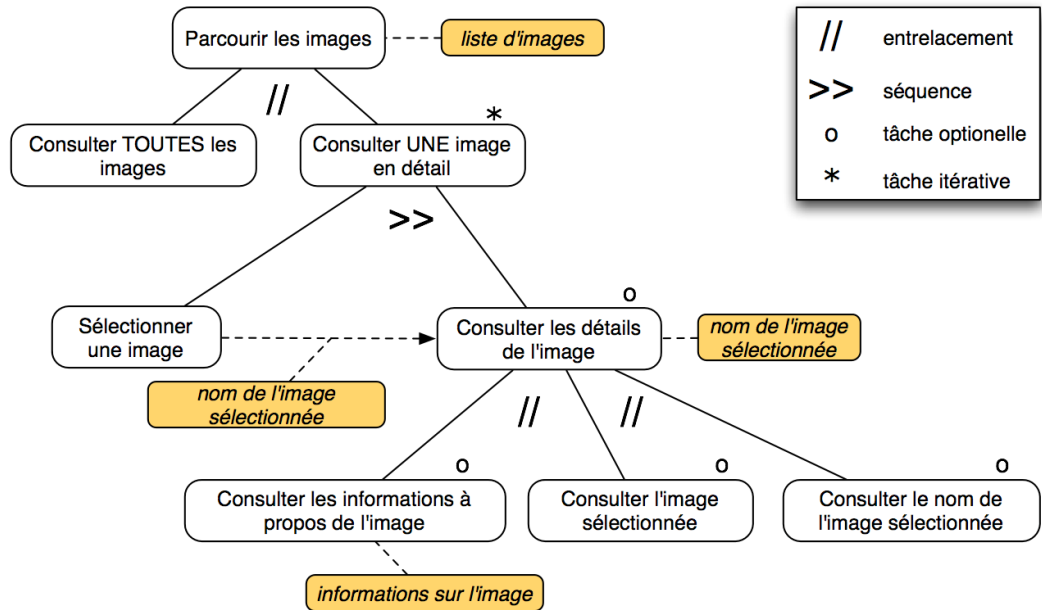 Parcourir les images
liste d'images
//
*
Consulter TOUTES les
images
Consulter UNE image
en détail
>>
Sélectionner
une image
nom de l'image
sélectionnée
o
Consulter les détails
de l'image
nom de l'image
sélectionnée
//
//
o
Consulter les informations à
propos de l'image
o
Consulter l'image
sélectionnée
o
Consulter le nom de
l'image sélectionnée
informations sur l'image
// entrelacement
>> séquence
o tâche optionelle
* tâche itérative